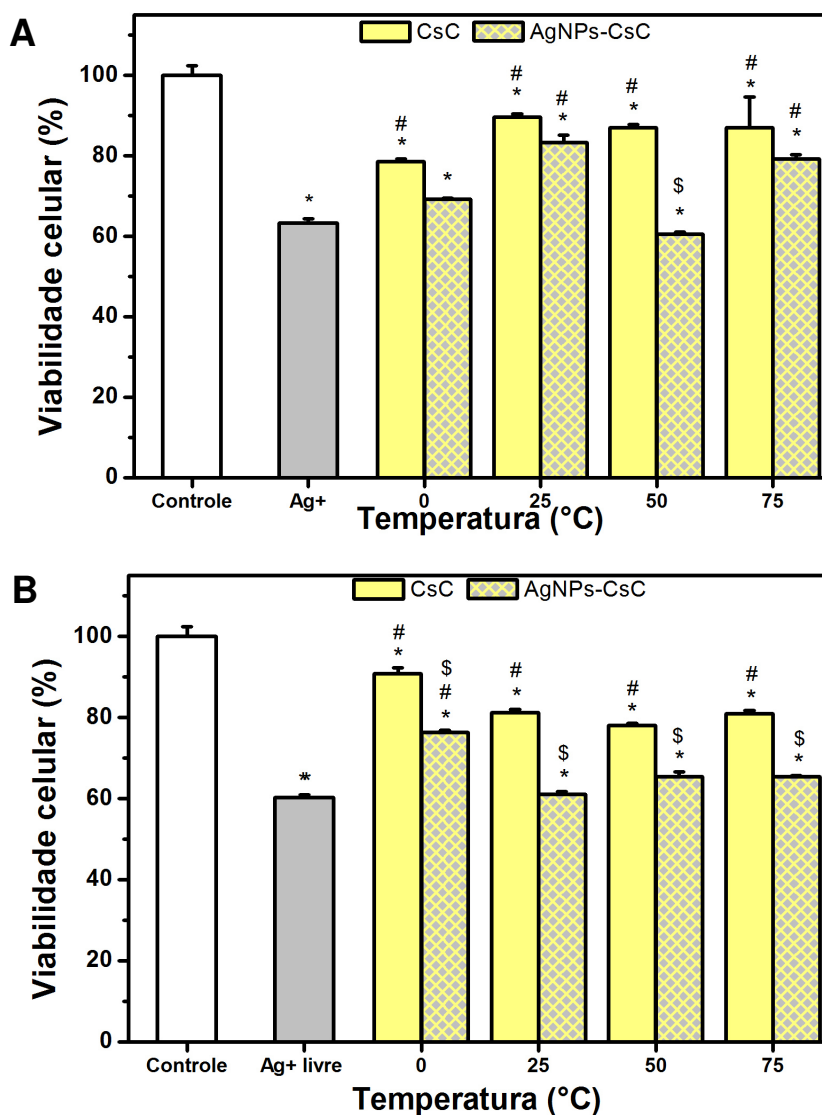 A
CsC AgNPs-CsC
Viabilidade celular (%)
100
80
60
40
20
0
# * # * # * # *
* # * * $ * # *
Controle Ag+ 0 25 50 75
Temperatura (°C)
B
CsC AgNPs-CsC
Viabilidade celular (%)
100
80
60
40
20
0
# * # * # * # *
** $ # * $ * $ * $ *
Controle Ag+ livre 0 25 50 75
Temperatura (°C)